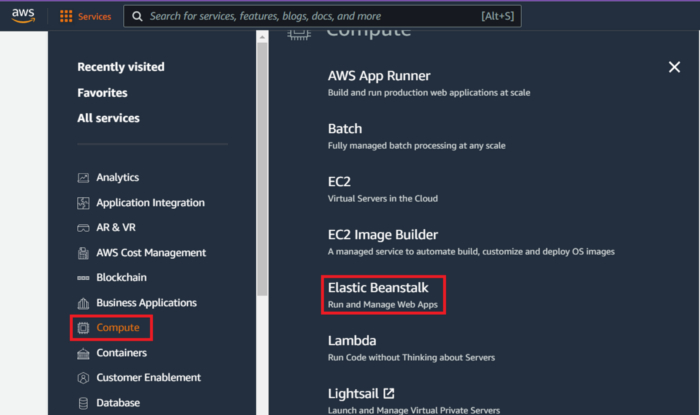 aws
Services
Search for services, features, blogs, docs, and more
[Alt+S]
Recently visited
Favorites
All services
Analytics
Application Integration
AR & VR
AWS Cost Management
Blockchain
Business Applications
Compute
Containers
Customer Enablement
Database
Compute
AWS App Runner
Build and run production web applications at scale
Batch
Fully managed batch processing at any scale
EC2
Virtual Servers in the Cloud
EC2 Image Builder
A managed service to automate build, customize and deploy OS images
Elastic Beanstalk
Run and Manage Web Apps
Lambda
Run Code without Thinking about Servers
Lightsail
Launch and Manage Virtual Private Servers